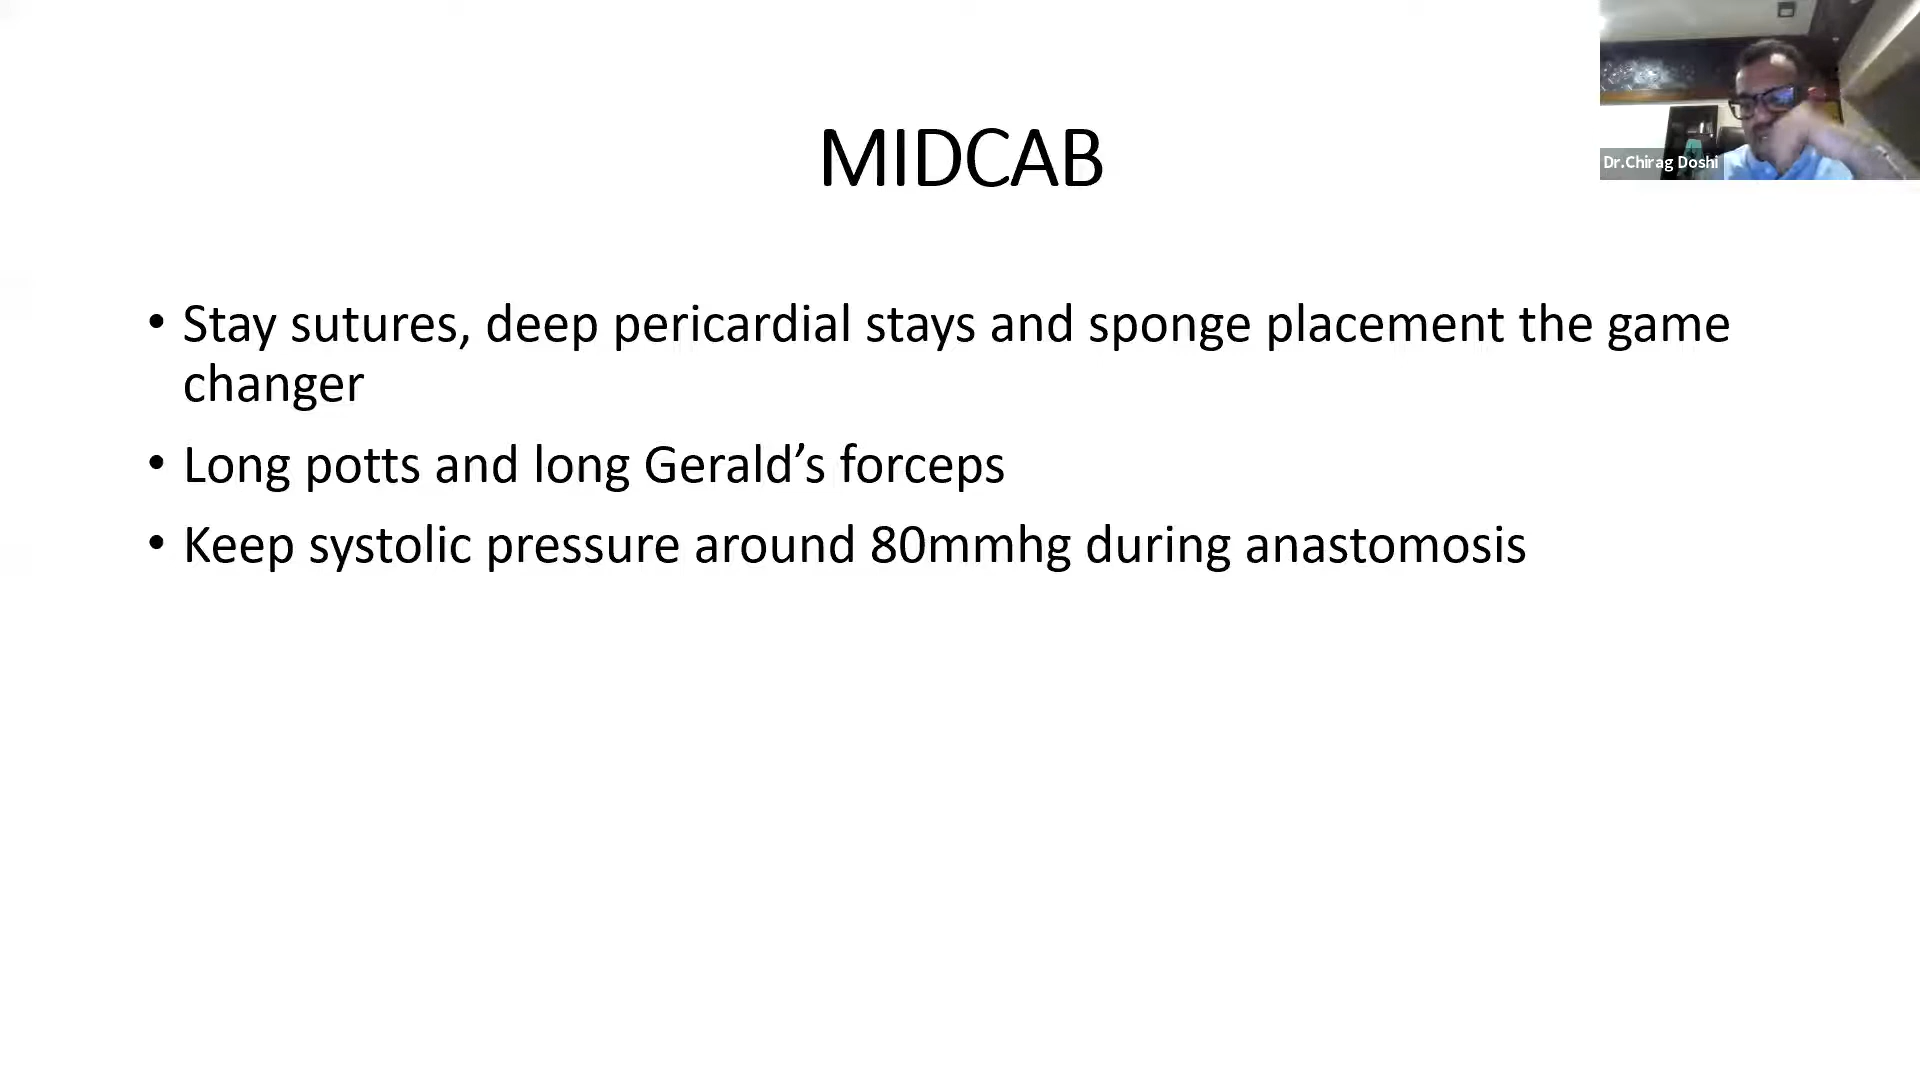 MIDCAB
Dr.Chirag Doshi
• Stay sutures, deep pericardial stays and sponge placement the game
changer
• Long potts and long Gerald’s forceps
• Keep systolic pressure around 80mmhg during anastomosis